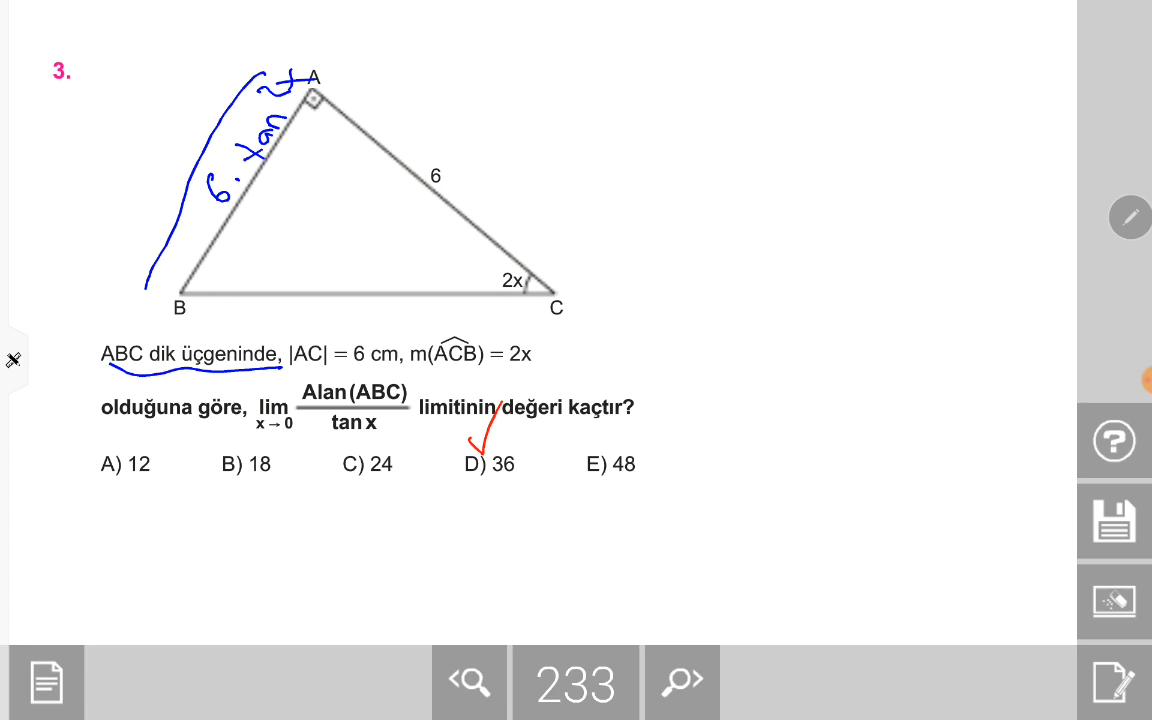 3.
A
6. tan 2x
6
2x
B
C
ABC dik üçgeninde, |AC| = 6 cm, m(ACB) = 2x
olduğuna göre, lim x→0 Alan(ABC) / tan x limitinin değeri kaçtır?
A) 12 B) 18 C) 24 D) 36 E) 48
233